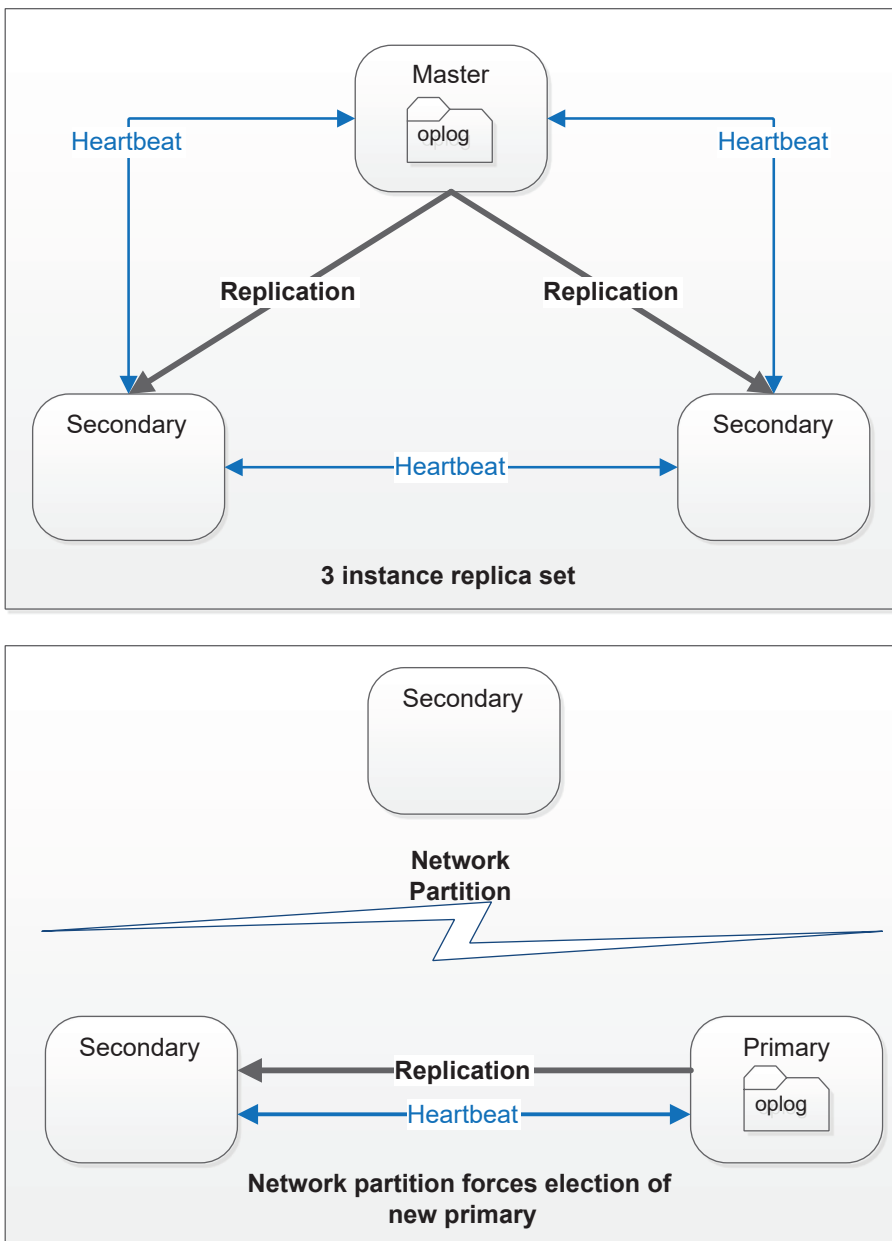 Master
oplog
Heartbeat
Heartbeat
Replication
Replication
Secondary
Secondary
Heartbeat
3 instance replica set
Secondary
Network
Partition
Secondary
Primary
Replication
oplog
Heartbeat
Network partition forces election of
new primary